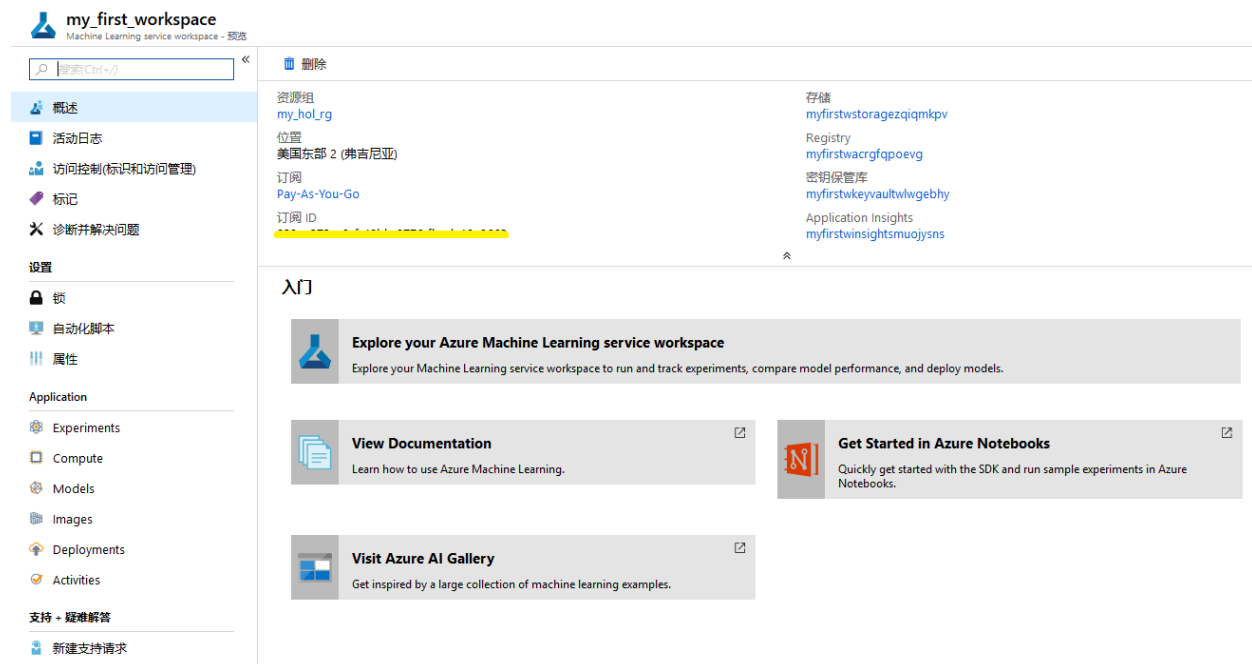 my_first_workspace
Machine Learning service workspace - 预览
搜索(Ctrl+/)
«
概述
活动日志
访问控制(标识和访问管理)
标记
诊断并解决问题
设置
锁
自动化脚本
属性
Application
Experiments
Compute
Models
Images
Deployments
Activities
支持 + 疑难解答
新建支持请求
删除
资源组
my_hol_rg
位置
美国东部 2 (弗吉尼亚)
订阅
Pay-As-You-Go
订阅 ID
存储
myfirstwstoragezqiqmkpv
Registry
myfirstwacrgfqpoevg
密钥保管库
myfirstwkeyvaultwlwgebhy
Application Insights
myfirstwinsightsmuojysns
入门
Explore your Azure Machine Learning service workspace
Explore your Machine Learning service workspace to run and track experiments, compare model performance, and deploy models.
View Documentation
Learn how to use Azure Machine Learning.
Get Started in Azure Notebooks
Quickly get started with the SDK and run sample experiments in Azure
Notebooks.
Visit Azure AI Gallery
Get inspired by a large collection of machine learning examples.